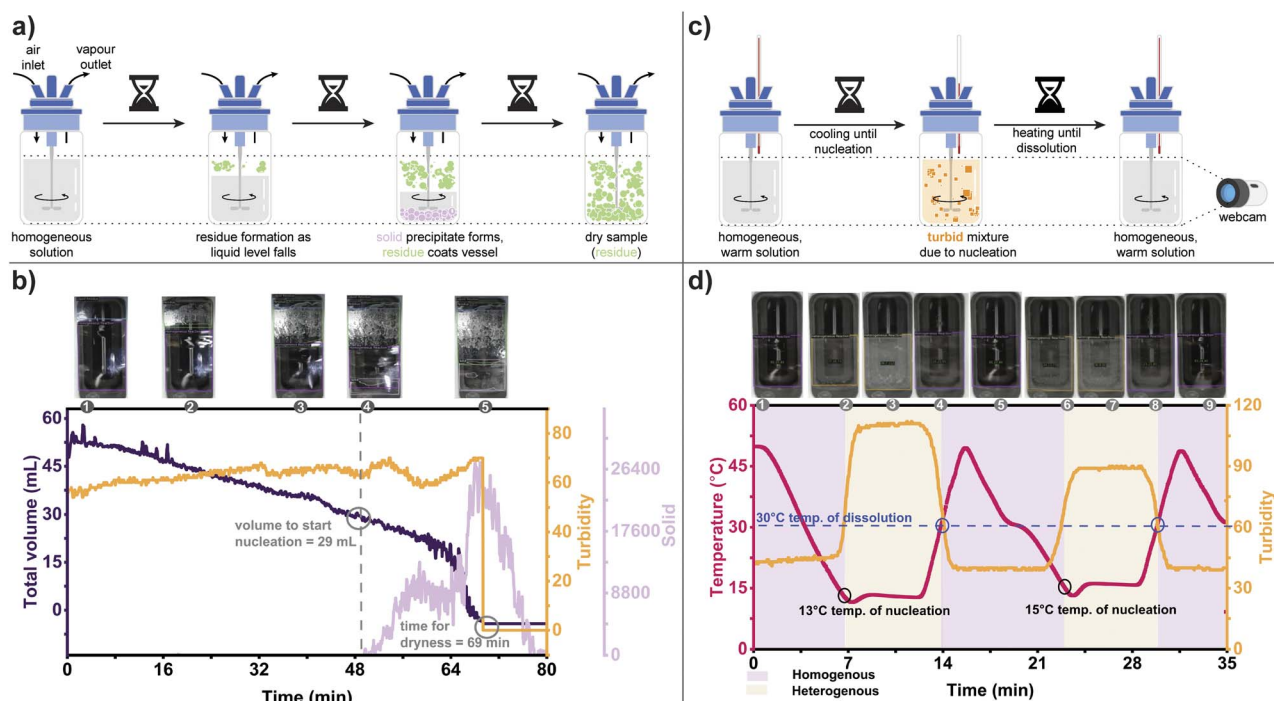 a)
air
inlet
vapour
outlet
homogeneous
solution
residue formation as
liquid level falls
solid precipitate forms,
residue coats vessel
dry sample
(residue)
c)
cooling until
nucleation
heating until
dissolution
webcam
homogeneous,
warm solution
turbid mixture
due to nucleation
homogeneous,
warm solution
b)
1
2
3
4
5
Total volume (mL)
60
45
30
15
0
volume to start
nucleation = 29 mL
time for
dryness = 69 min
80
60
40
20
0
Turbidity
26400
17600
8800
0
Solid
0
16
32
48
64
80
Time (min)
d)
1
2
3
4
5
6
7
8
9
Temperature (°C)
60
45
30
15
0
30°C temp. of dissolution
13°C temp. of nucleation
15°C temp. of nucleation
120
90
60
30
0
Turbidity
0
7
14
21
28
35
Time (min)
Homogenous
Heterogenous